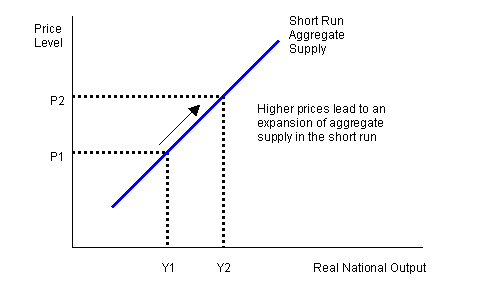 Price
Level
Short Run
Aggregate
Supply
P2
Higher prices lead to an
expansion of aggregate
supply in the short run
P1
Y1
Y2
Real National Output